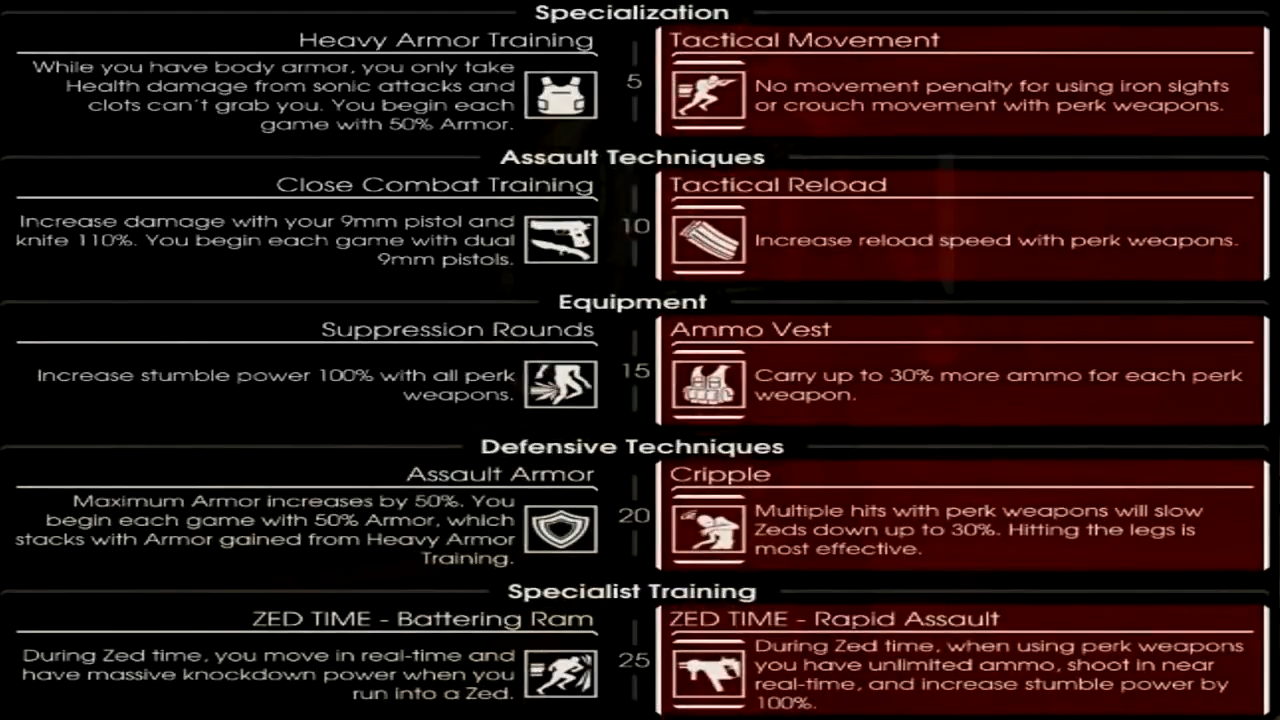 Specialization
Heavy Armor Training
While you have body armor, you only take
Health damage from sonic attacks and
clots can't grab you. You begin each
game with 50% Armor.
5
Tactical Movement
No movement penalty for using iron sights
or crouch movement with perk weapons.
Assault Techniques
Close Combat Training
Increase damage with your 9mm pistol and
knife 110%. You begin each game with dual
9mm pistols.
10
Tactical Reload
Increase reload speed with perk weapons.
Equipment
Suppression Rounds
Increase stumble power 100% with all perk
weapons.
15
Ammo Vest
Carry up to 30% more ammo for each perk
weapon.
Defensive Techniques
Assault Armor
Maximum Armor increases by 50%. You
begin each game with 50% Armor, which
stacks with Armor gained from Heavy Armor
Training.
20
Cripple
Multiple hits with perk weapons will slow
Zeds down up to 30%. Hitting the legs is
most effective.
Specialist Training
ZED TIME - Battering Ram
During Zed time, you move in real-time and
have massive knockdown power when you
run into a Zed.
25
ZED TIME - Rapid Assault
During Zed time, when using perk weapons
you have unlimited ammo, shoot in near
real-time, and increase stumble power by
100%.